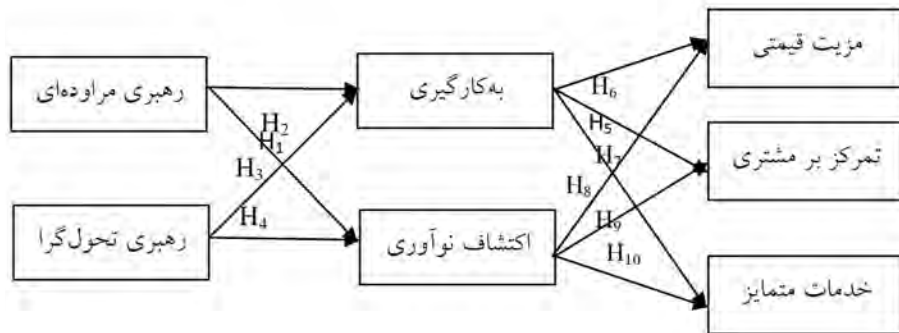 رهبری مراوده‌ای
رهبری تحول‌گرا
به‌کارگیری
اکتشاف نوآوری
مزیت قیمتی
تمرکز بر مشتری
خدمات متمایز
H2
H1
H3
H4
H6
H5
H7
H8
H9
H10